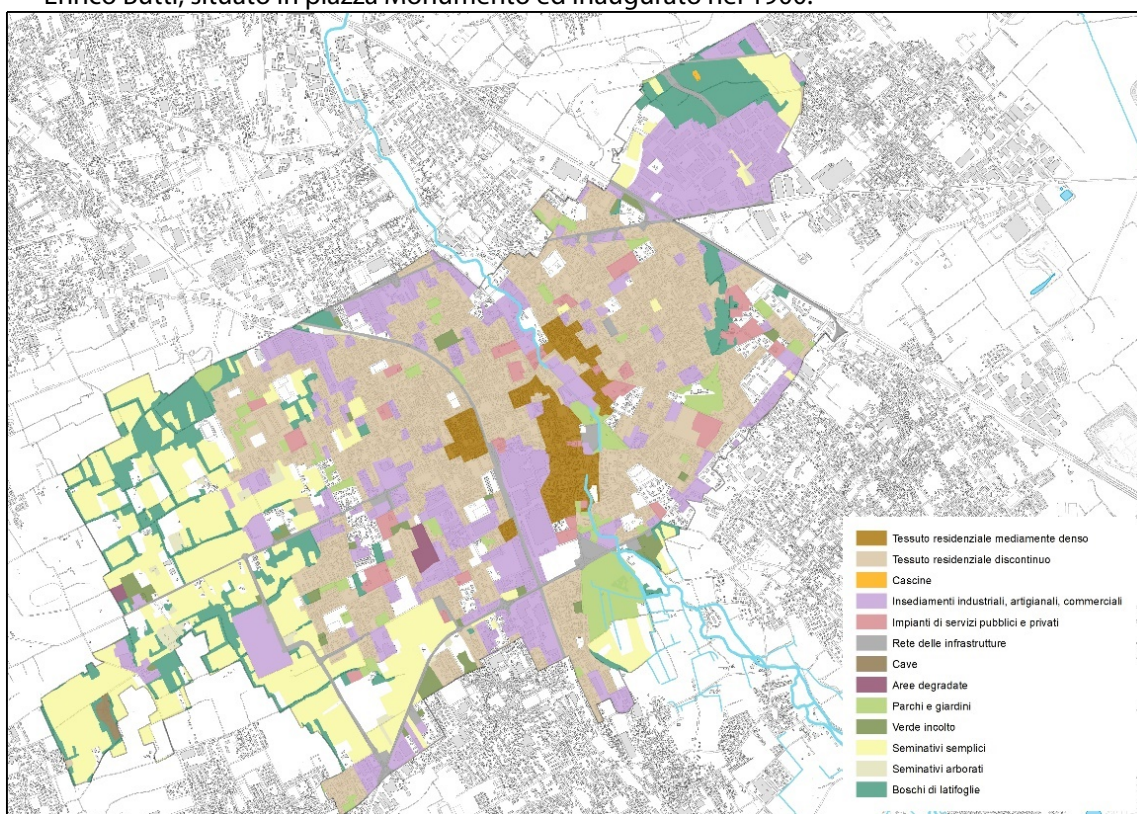 Enrico Butti, situato in piazza Monumento ed inaugurato nel 1900.
Tessuto residenziale mediamente denso
Tessuto residenziale discontinuo
Cascine
Insediamenti industriali, artigianali, commerciali
Impianti di servizi pubblici e privati
Rete delle infrastrutture
Cave
Aree degradate
Parchi e giardini
Verde incolto
Seminativi semplici
Seminativi arborati
Boschi di latifoglie